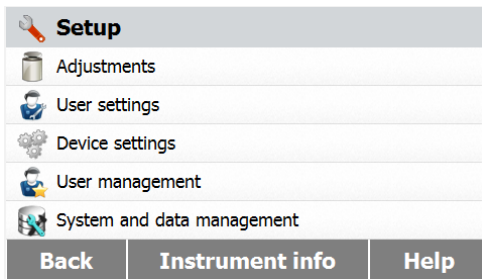 Setup
Adjustments
User settings
Device settings
User management
System and data management
Back Instrument info Help